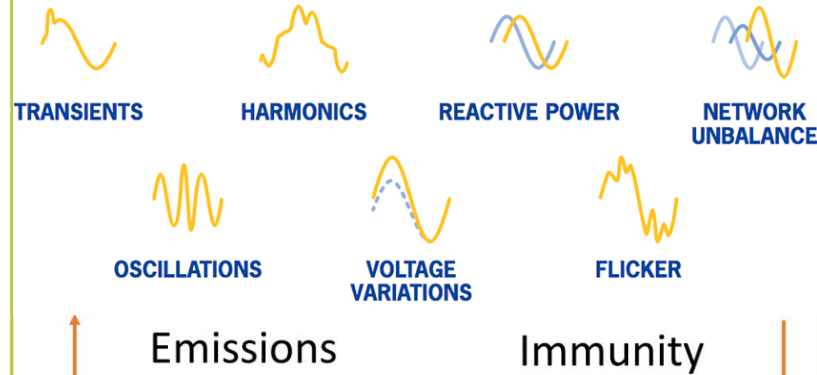 TRANSIENTS
HARMONICS
REACTIVE POWER
NETWORK
UNBALANCE
OSCILLATIONS
VOLTAGE
VARIATIONS
FLICKER
Emissions
Immunity